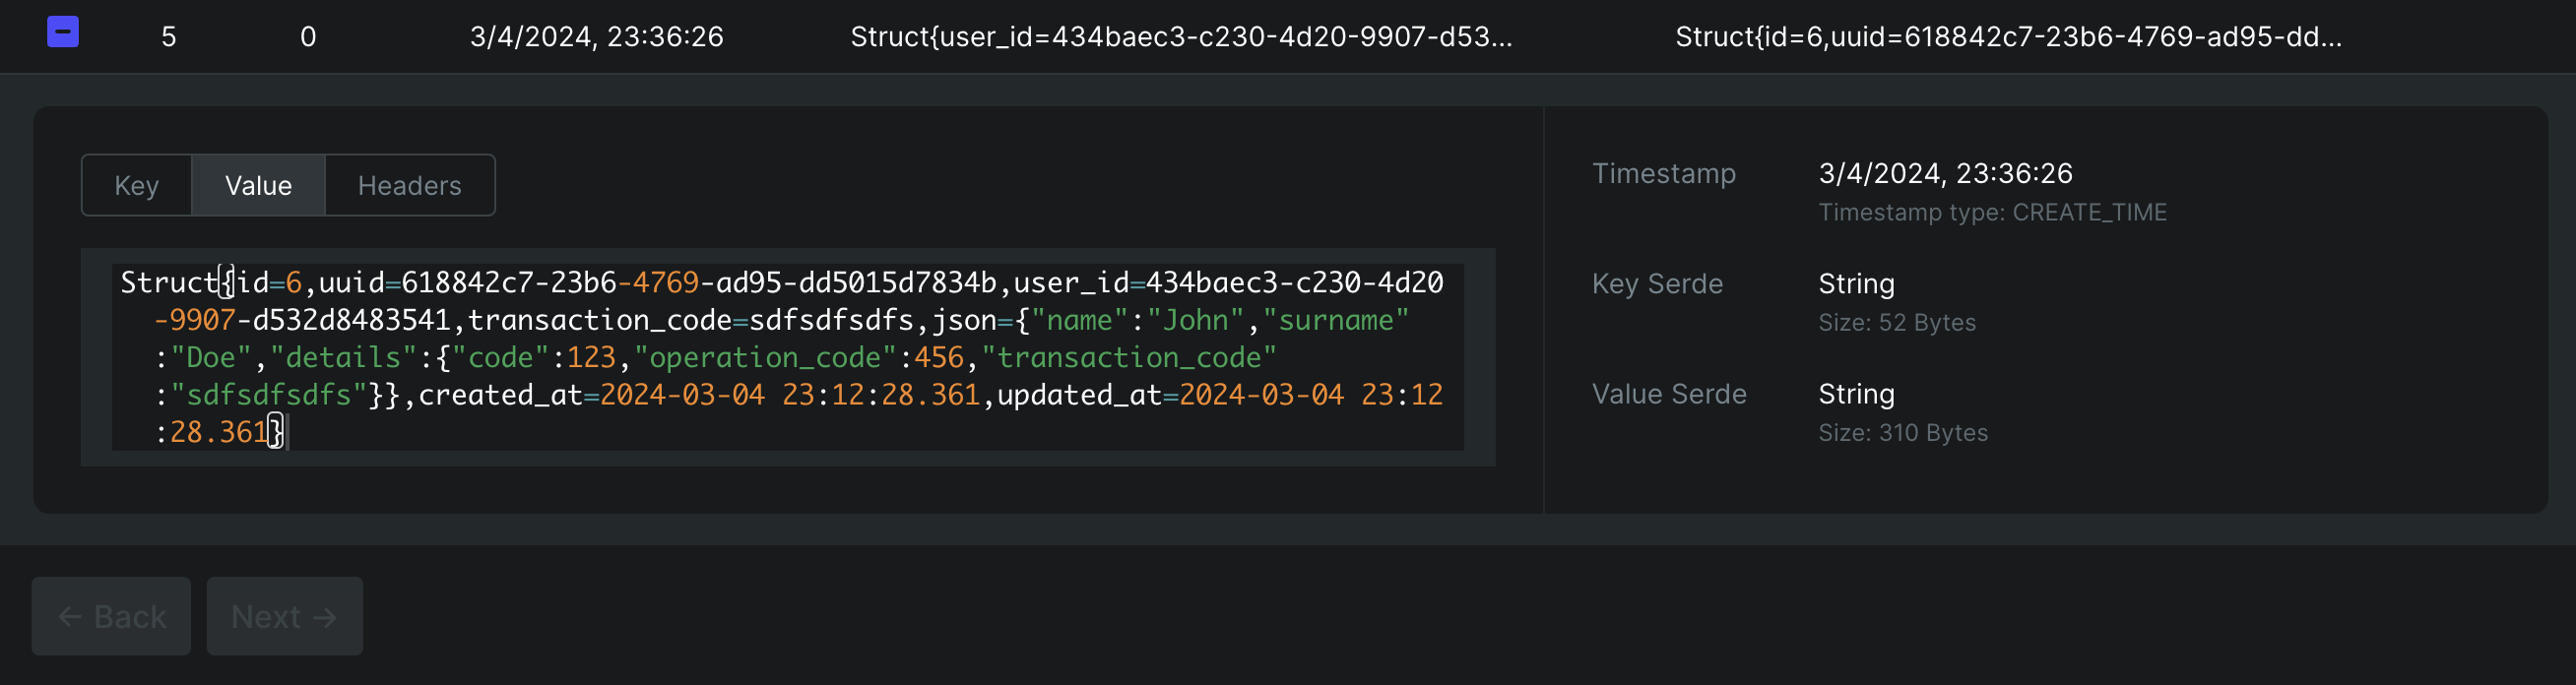 5 0 3/4/2024, 23:36:26 Struct{user_id=434baec3-c230-4d20-9907-d53... Struct{id=6,uuid=618842c7-23b6-4769-ad95-dd...
Key Value Headers
Struct{id=6,uuid=618842c7-23b6-4769-ad95-dd5015d7834b,user_id=434baec3-c230-4d20
-9907-d532d8483541,transaction_code=sdfsdfsdfs,json={"name":"John","surname"
:"Doe","details":{"code":123,"operation_code":456,"transaction_code"
:"sdfsdfsdfs"}},created_at=2024-03-04 23:12:28.361,updated_at=2024-03-04 23:12
:28.361}
Timestamp 3/4/2024, 23:36:26
Timestamp type: CREATE_TIME
Key Serde String
Size: 52 Bytes
Value Serde String
Size: 310 Bytes
← Back Next →